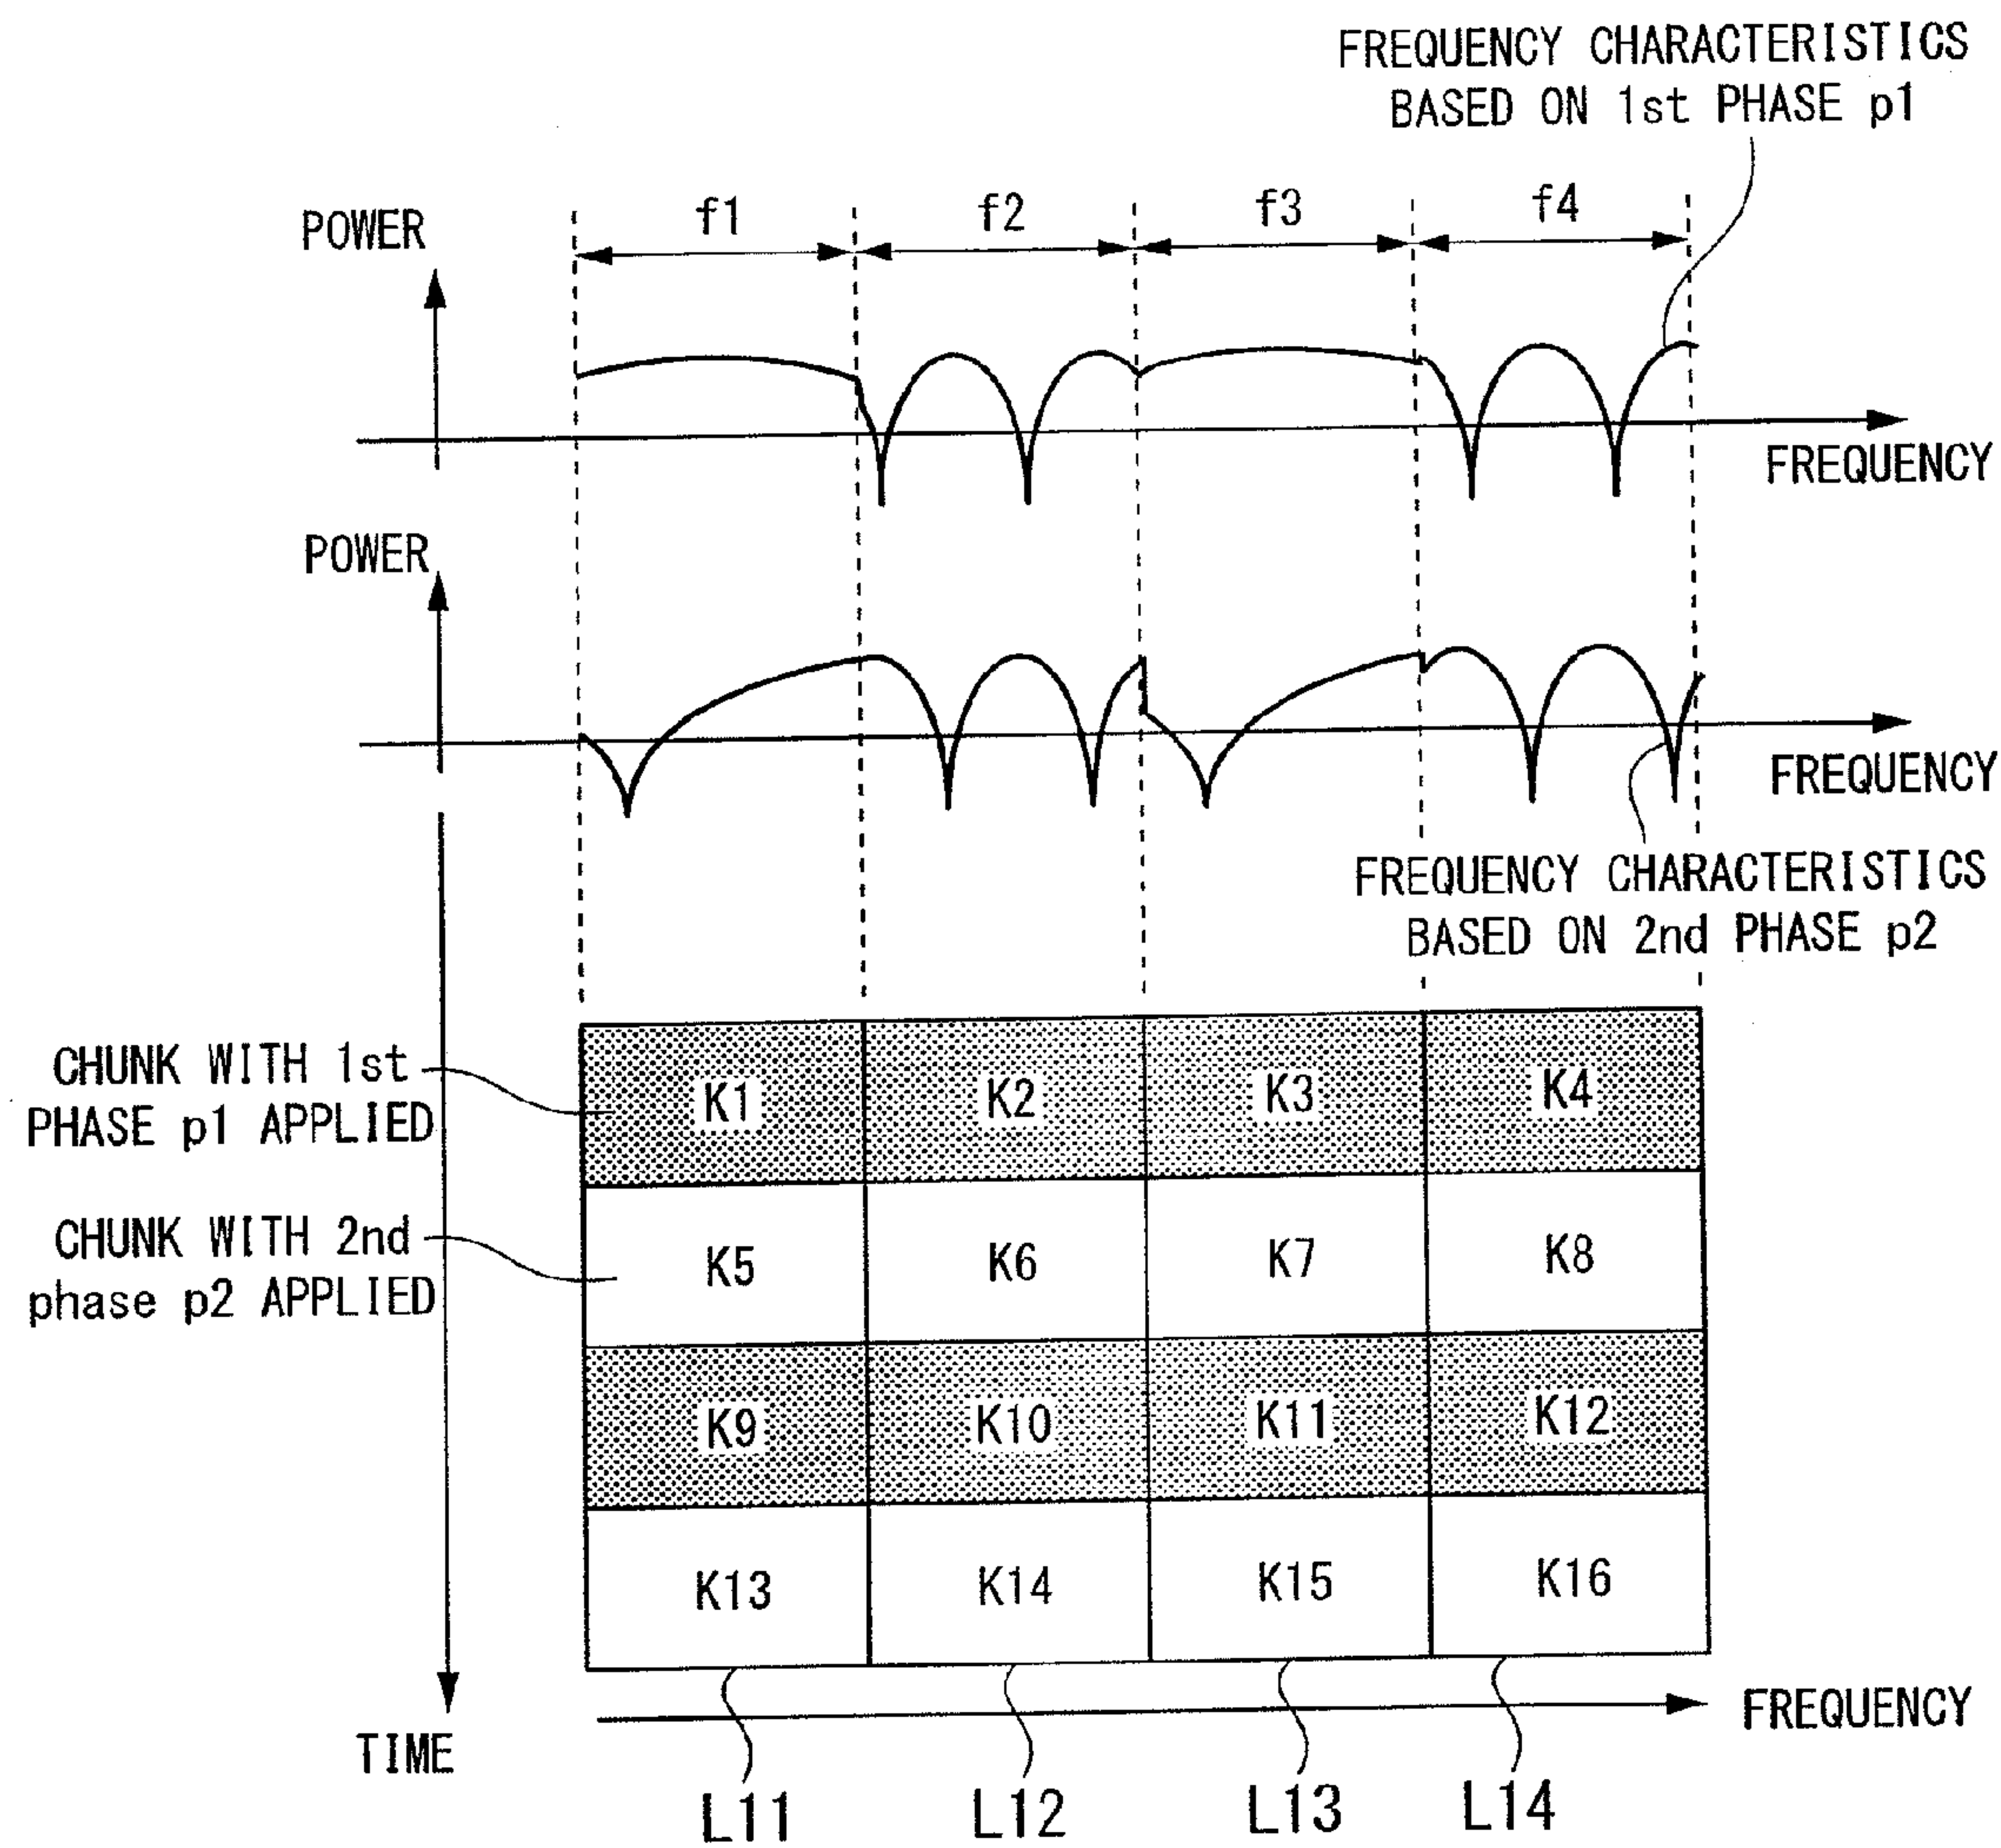 FREQUENCY CHARACTERISTICS
BASED ON 1st PHASE p1
POWER
f1
f2
f3
f4
FREQUENCY
POWER
FREQUENCY
FREQUENCY CHARACTERISTICS
BASED ON 2nd PHASE p2
CHUNK WITH 1st
PHASE p1 APPLIED
K1
K2
K3
K4
CHUNK WITH 2nd
phase p2 APPLIED
K5
K6
K7
K8
K9
K10
K11
K12
K13
K14
K15
K16
FREQUENCY
TIME
L11
L12
L13
L14